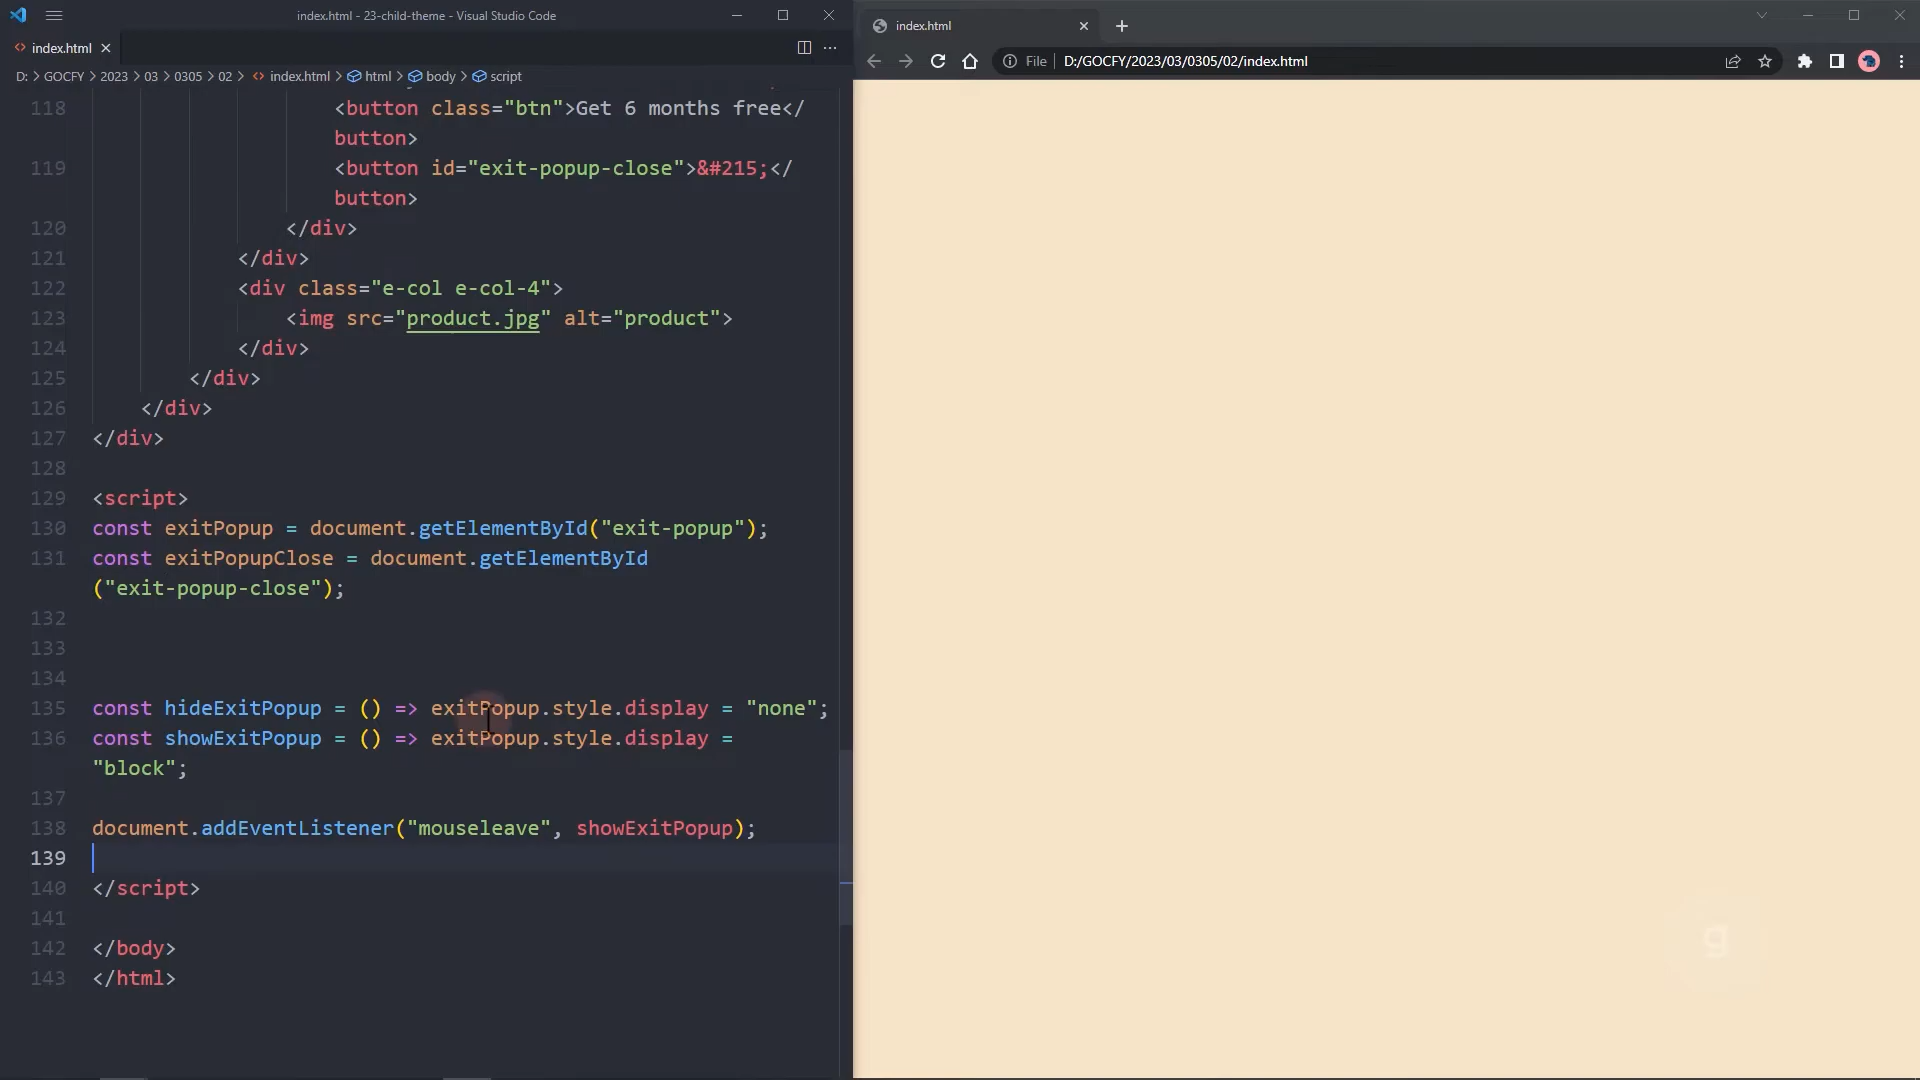 index.html - 23-child-theme - Visual Studio Code
index.html
D: > GOCFY > 2023 > 03 > 0305 > 02 > index.html > html > body > script
118 <button class="btn">Get 6 months free</
button>
119 <button id="exit-popup-close">&#215;</
button>
120 </div>
121 </div>
122 <div class="e-col e-col-4">
123 <img src="product.jpg" alt="product">
124 </div>
125 </div>
126 </div>
127 </div>
128
129 <script>
130 const exitPopup = document.getElementById("exit-popup");
131 const exitPopupClose = document.getElementById
("exit-popup-close");
132
133
134
135 const hideExitPopup = () => exitPopup.style.display = "none";
136 const showExitPopup = () => exitPopup.style.display =
"block";
137
138 document.addEventListener("mouseleave", showExitPopup);
139
140 </script>
141
142 </body>
143 </html>
index.html
File D:/GOCFY/2023/03/0305/02/index.html
g